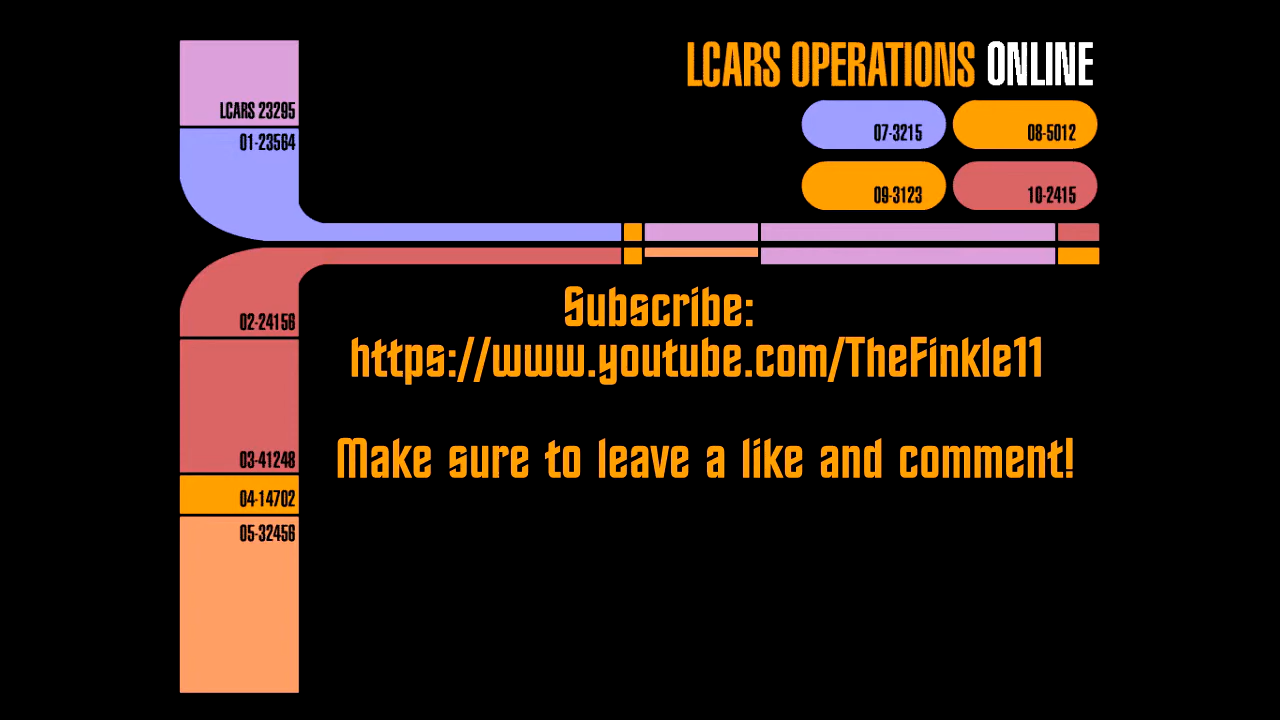 LCARS OPERATIONS ONLINE
LCARS 23295
01-23564
07-3215
08-5012
09-3123
10-2415
02-24156
03-41248
04-14702
05-32456
Subscribe:
https://www.youtube.com/TheFinkle11
Make sure to leave a like and comment!